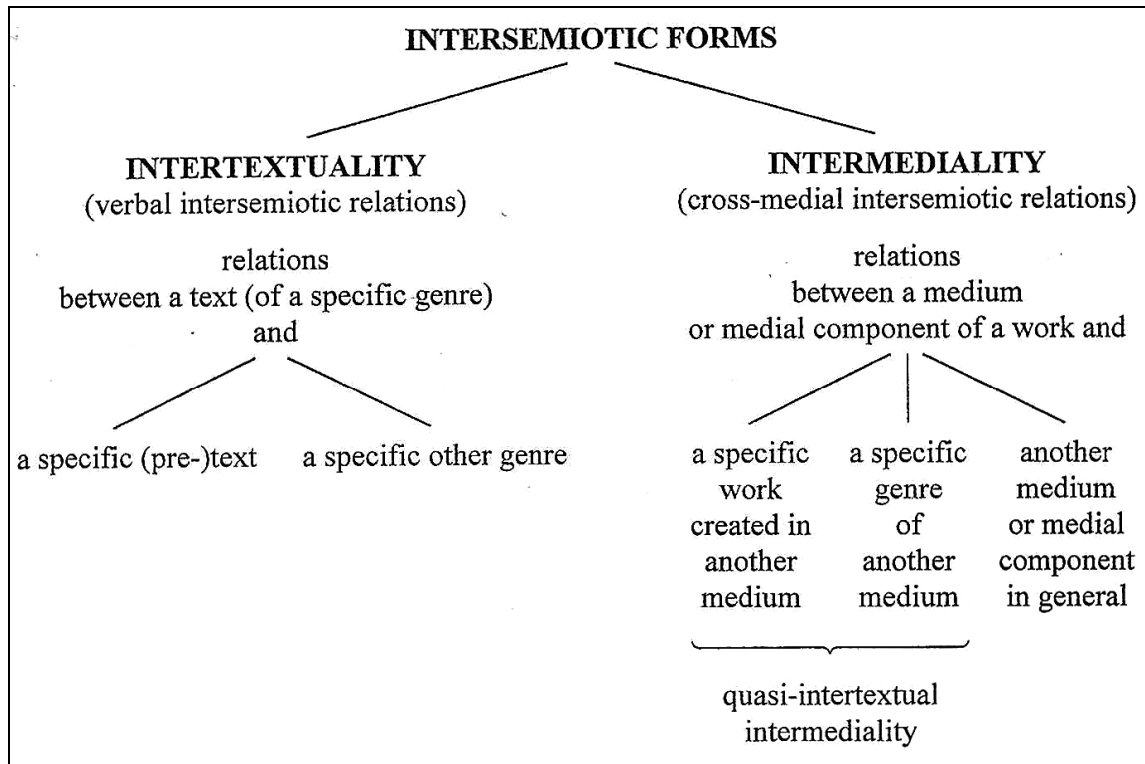 INTERSEMIOTIC FORMS
INTERTEXTUALITY
(verbal intersemiotic relations)
relations
between a text (of a specific genre)
and
a specific (pre-)text
a specific other genre
INTERMEDIALITY
(cross-medial intersemiotic relations)
relations
between a medium
or medial component of a work and
a specific
work
created in
another
medium
a specific
genre
of
another
medium
another
medium
or medial
component
in general
quasi-intertextual
intermediality